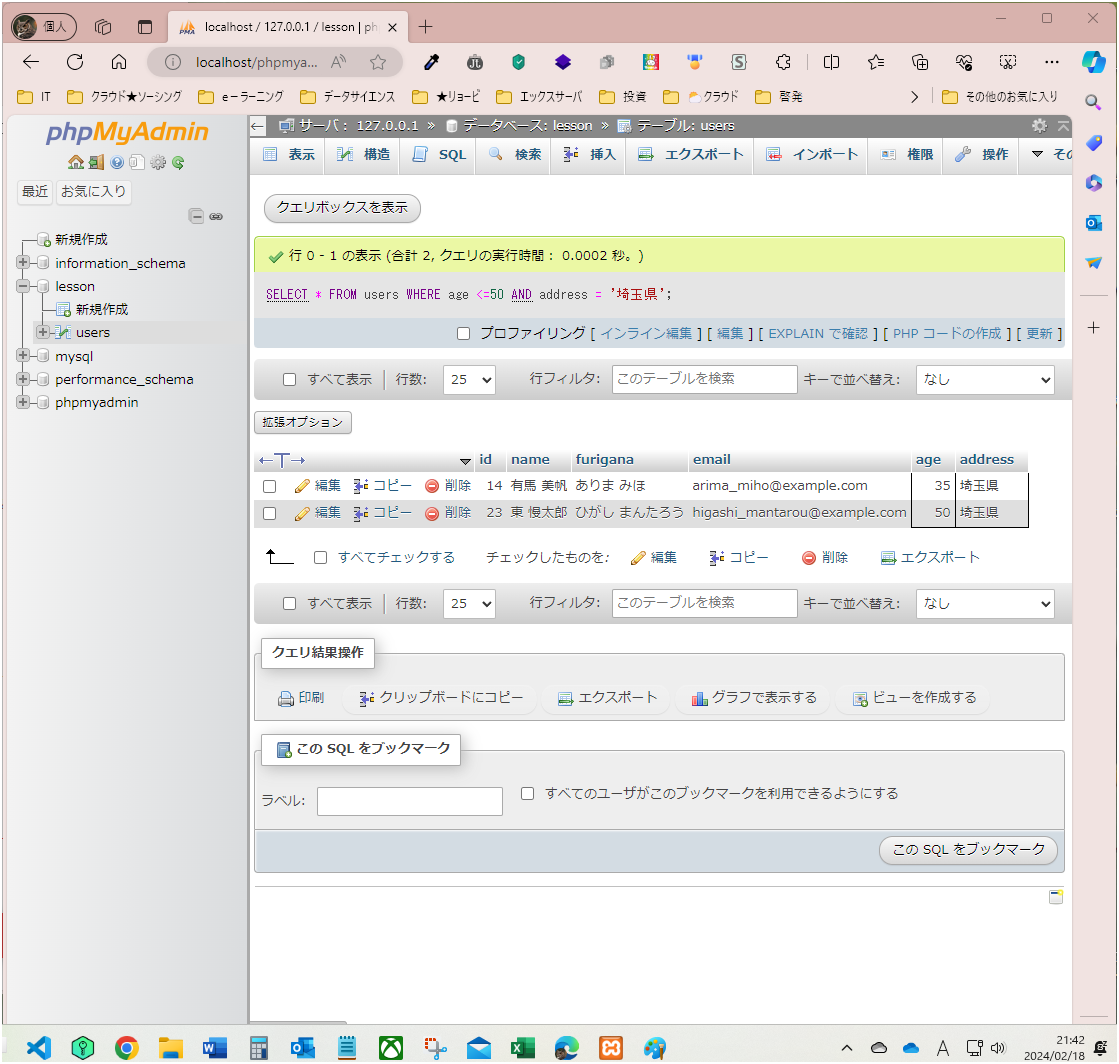 個人
localhost / 127.0.0.1 / lesson | ph
localhost/phpmya...
IT
クラウド★ソーシング
e－ラーニング
データサイエンス
★リョービ
エックスサーバ
投資
クラウド
啓発
その他のお気に入り
phpMyAdmin
最近 お気に入り
新規作成
information_schema
lesson
新規作成
users
mysql
performance_schema
phpmyadmin
サーバ： 127.0.0.1 » データベース: lesson » テーブル: users
表示 構造 SQL 検索 挿入 エクスポート インポート 権限 操作 その
クエリボックスを表示
行 0 - 1 の表示 (合計 2, クエリの実行時間： 0.0002 秒。)
SELECT * FROM users WHERE age <=50 AND address = '埼玉県';
プロファイリング [ インライン編集 ] [ 編集 ] [ EXPLAIN で確認 ] [ PHP コードの作成 ] [ 更新 ]
すべて表示 行数: 25 行フィルタ: このテーブルを検索 キーで並べ替え: なし
拡張オプション
←T→ id name furigana email age address
編集 コピー 削除 14 有馬 美帆 ありま みほ arima_miho@example.com 35 埼玉県
編集 コピー 削除 23 東 慢太郎 ひがし まんたろう higashi_mantarou@example.com 50 埼玉県
すべてチェックする チェックしたものを: 編集 コピー 削除 エクスポート
すべて表示 行数: 25 行フィルタ: このテーブルを検索 キーで並べ替え: なし
クエリ結果操作
印刷 クリップボードにコピー エクスポート グラフで表示する ビューを作成する
この SQL をブックマーク
ラベル: すべてのユーザがこのブックマークを利用できるようにする
この SQL をブックマーク
A
21:42
2024/02/18